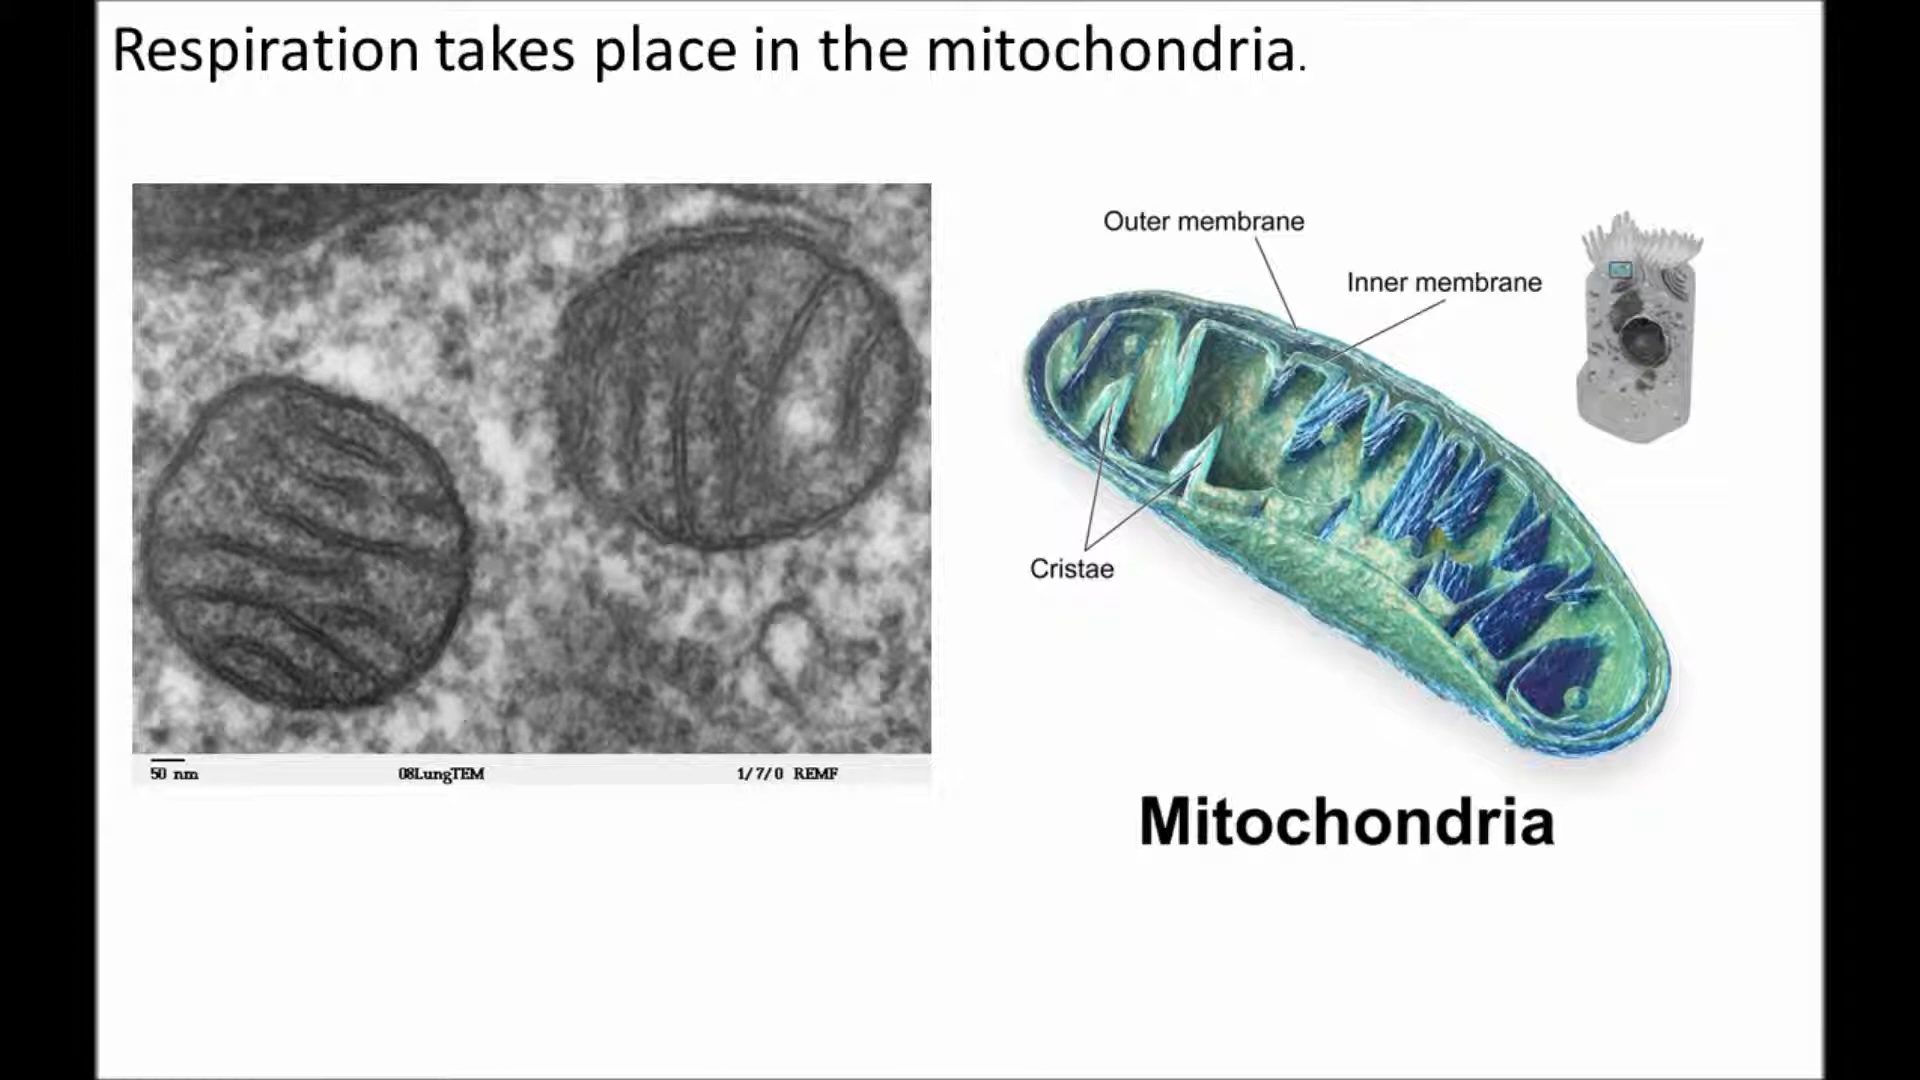 Respiration takes place in the mitochondria.
Outer membrane
Inner membrane
Cristae
50 nm 08LungTEM 1/7/0 REMF
Mitochondria